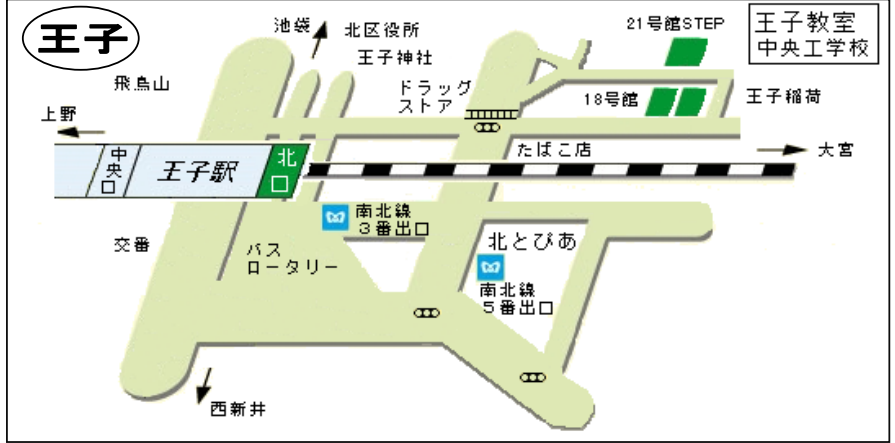 王子
池袋
北区役所
王子神社
21号館STEP
王子教室
中央工学校
飛鳥山
ドラッグ
ストア
18号館
王子稲荷
上野
中央口
王子駅
北口
たばこ店
大宮
南北線
3番出口
交番
バス
ロータリー
北とぴあ
南北線
5番出口
西新井